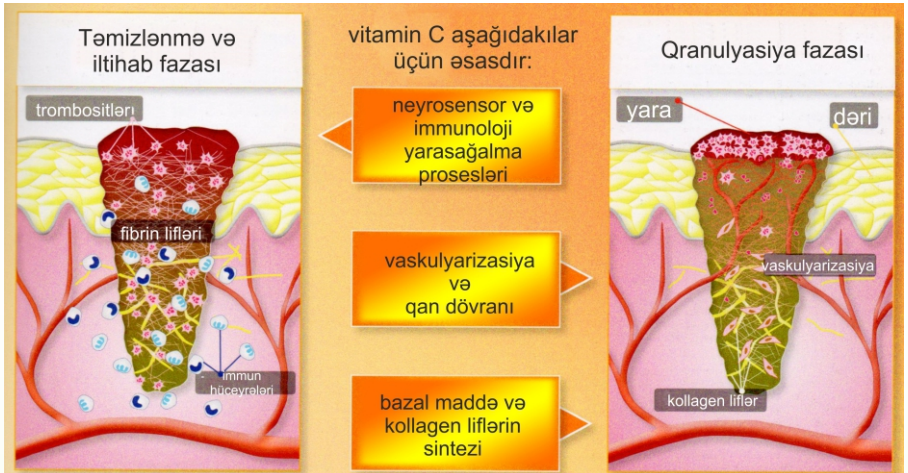 Təmizlənmə və
iltihab fazası
trombositləri
fibrin lifləri
immun
hüceyrələri
vitamin C aşağıdakılar
üçün əsasdır:
neyrosensor və
immunoloji
yarasağalma
prosesləri
vaskulyarizasiya
və
qan dövranı
bazal maddə və
kollagen liflərin
sintezi
Qranulyasiya fazası
yara
dəri
vaskulyarizasiya
kollagen liflər